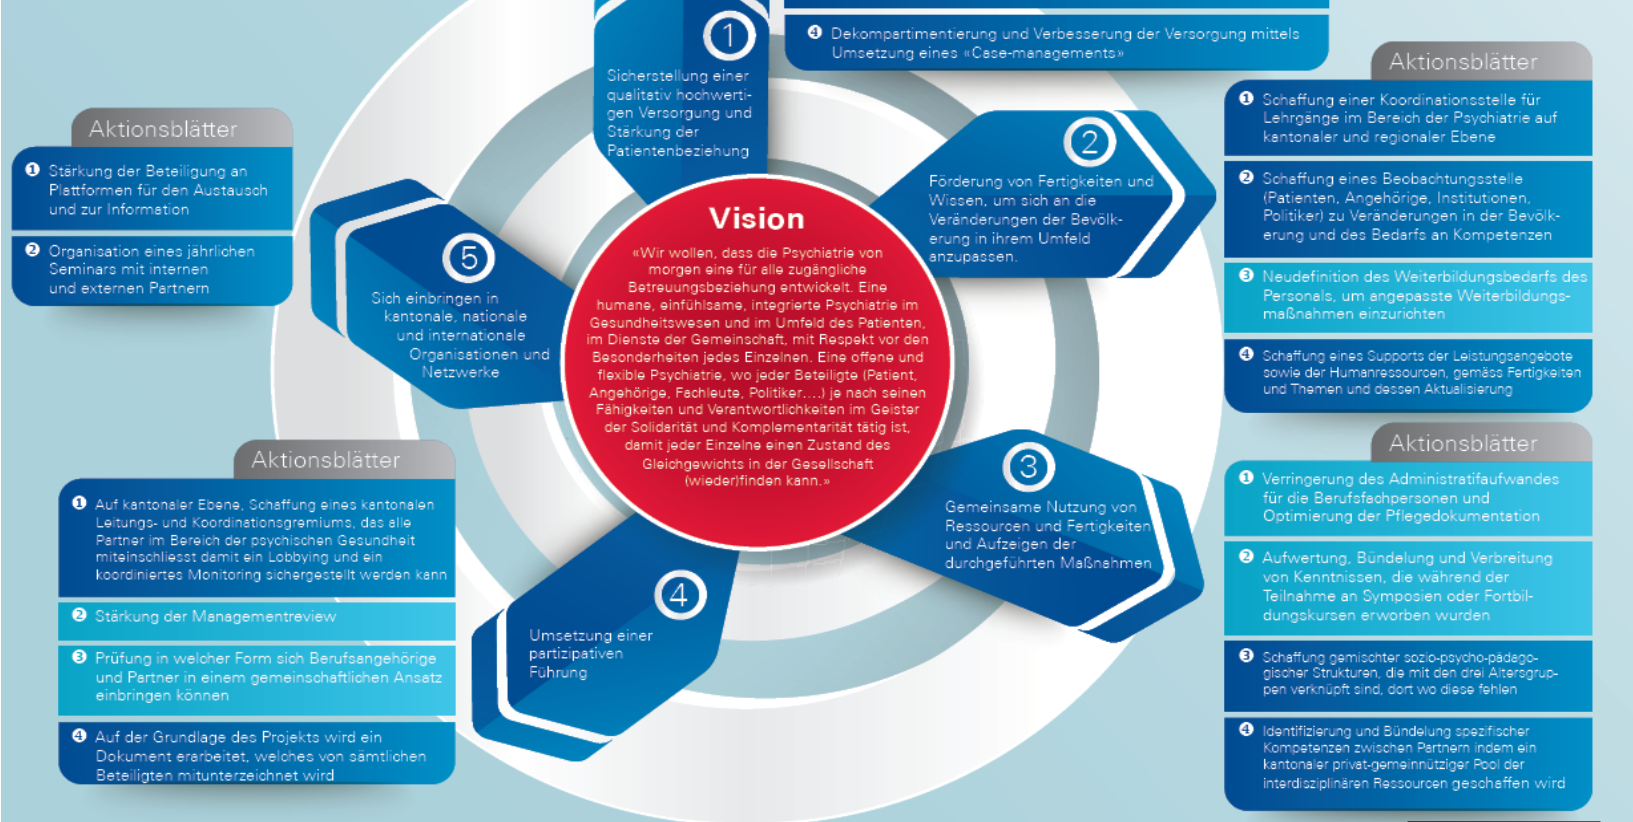 ❹ Dekompartimentierung und Verbesserung der Versorgung mittels
Umsetzung eines «Case-managements»
1
Sicherstellung einer
qualitativ hochwerti-
gen Versorgung und
Stärkung der
Patientenbeziehung
Aktionsblätter
❶ Schaffung einer Koordinationsstelle für
Lehrgänge im Bereich der Psychiatrie auf
kantonaler und regionaler Ebene
❷ Schaffung eines Beobachtungsstelle
(Patienten, Angehörige, Institutionen,
Politiker) zu Veränderungen in der Bevölk-
erung und des Bedarfs an Kompetenzen
❸ Neudefinition des Weiterbildungsbedarfs des
Personals, um angepasste Weiterbildungs-
maßnahmen einzurichten
❹ Schaffung eines Supports der Leistungsangebote
sowie der Humanressourcen, gemäss Fertigkeiten
und Themen und dessen Aktualisierung
2
Förderung von Fertigkeiten und
Wissen, um sich an die
Veränderungen der Bevölk-
erung in ihrem Umfeld
anzupassen.
Aktionsblätter
❶ Stärkung der Beteiligung an
Plattformen für den Austausch
und zur Information
❷ Organisation eines jährlichen
Seminars mit internen
und externen Partnern
5
Sich einbringen in
kantonale, nationale
und internationale
Organisationen und
Netzwerke
Vision
«Wir wollen, dass die Psychiatrie von
morgen eine für alle zugängliche
Betreuungsbeziehung entwickelt. Eine
humane, einfühlsame, integrierte Psychiatrie im
Gesundheitswesen und im Umfeld des Patienten,
im Dienste der Gemeinschaft, mit Respekt vor den
Besonderheiten jedes Einzelnen. Eine offene und
flexible Psychiatrie, wo jeder Beteiligte (Patient,
Angehörige, Fachleute, Politiker....) je nach seinen
Fähigkeiten und Verantwortlichkeiten im Geister
der Solidarität und Komplementarität tätig ist,
damit jeder Einzelne einen Zustand des
Gleichgewichts in der Gesellschaft
(wieder)finden kann.»
3
Gemeinsame Nutzung von
Ressourcen und Fertigkeiten
und Aufzeigen der
durchgeführten Maßnahmen
Aktionsblätter
❶ Verringerung des Administratifaufwandes
für die Berufsfachpersonen und
Optimierung der Pflegedokumentation
❷ Aufwertung, Bündelung und Verbreitung
von Kenntnissen, die während der
Teilnahme an Symposien oder Fortbil-
dungskursen erworben wurden
❸ Schaffung gemischter sozio-psycho-pädago-
gischer Strukturen, die mit den drei Altersgrup-
pen verknüpft sind, dort wo diese fehlen
❹ Identifizierung und Bündelung spezifischer
Kompetenzen zwischen Partnern indem ein
kantonaler privat-gemeinnütziger Pool der
interdisziplinären Ressourcen geschaffen wird
4
Umsetzung einer
partizipativen
Führung
Aktionsblätter
❶ Auf kantonaler Ebene, Schaffung eines kantonalen
Leitungs- und Koordinationsgremiums, das alle
Partner im Bereich der psychischen Gesundheit
miteinschliesst damit ein Lobbying und ein
koordiniertes Monitoring sichergestellt werden kann
❷ Stärkung der Managementreview
❸ Prüfung in welcher Form sich Berufsangehörige
und Partner in einem gemeinschaftlichen Ansatz
einbringen können
❹ Auf der Grundlage des Projekts wird ein
Dokument erarbeitet, welches von sämtlichen
Beteiligten mitunterzeichnet wird